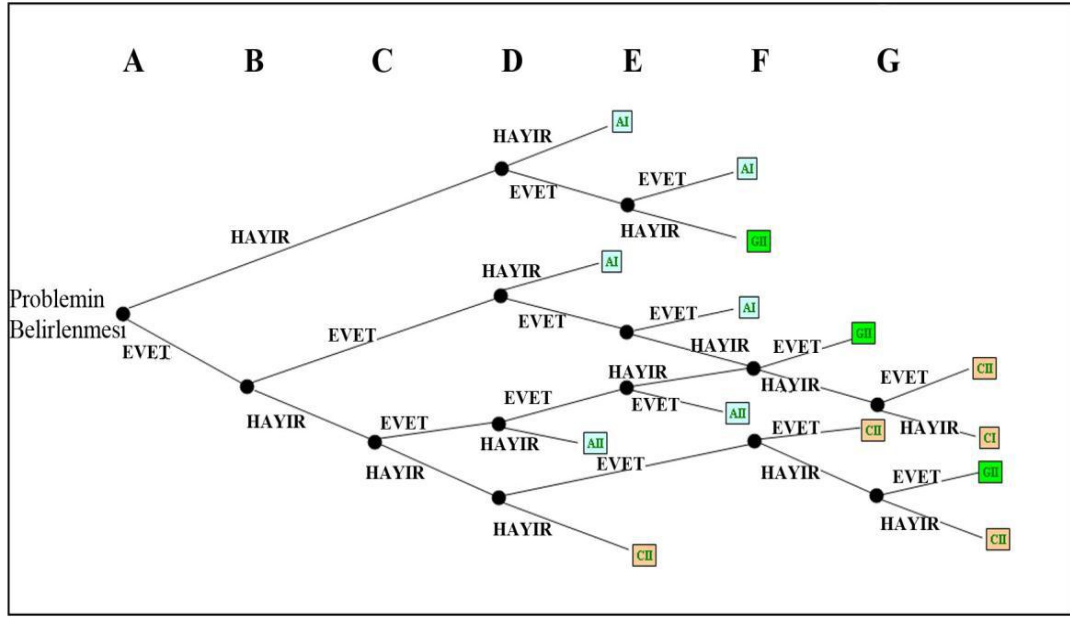 A B C D E F G
AI
HAYIR
AI
EVET
EVET
HAYIR
HAYIR
GII
AI
HAYIR
Problemin
Belirlenmesi
EVET
AI
EVET
EVET
EVET
HAYIR
EVET
GII
HAYIR
EVET
CII
HAYIR
EVET
EVET
AII
HAYIR
EVET
EVET
CII
HAYIR
CI
HAYIR
AII
EVET
HAYIR
HAYIR
EVET
GII
HAYIR
HAYIR
CII
CII